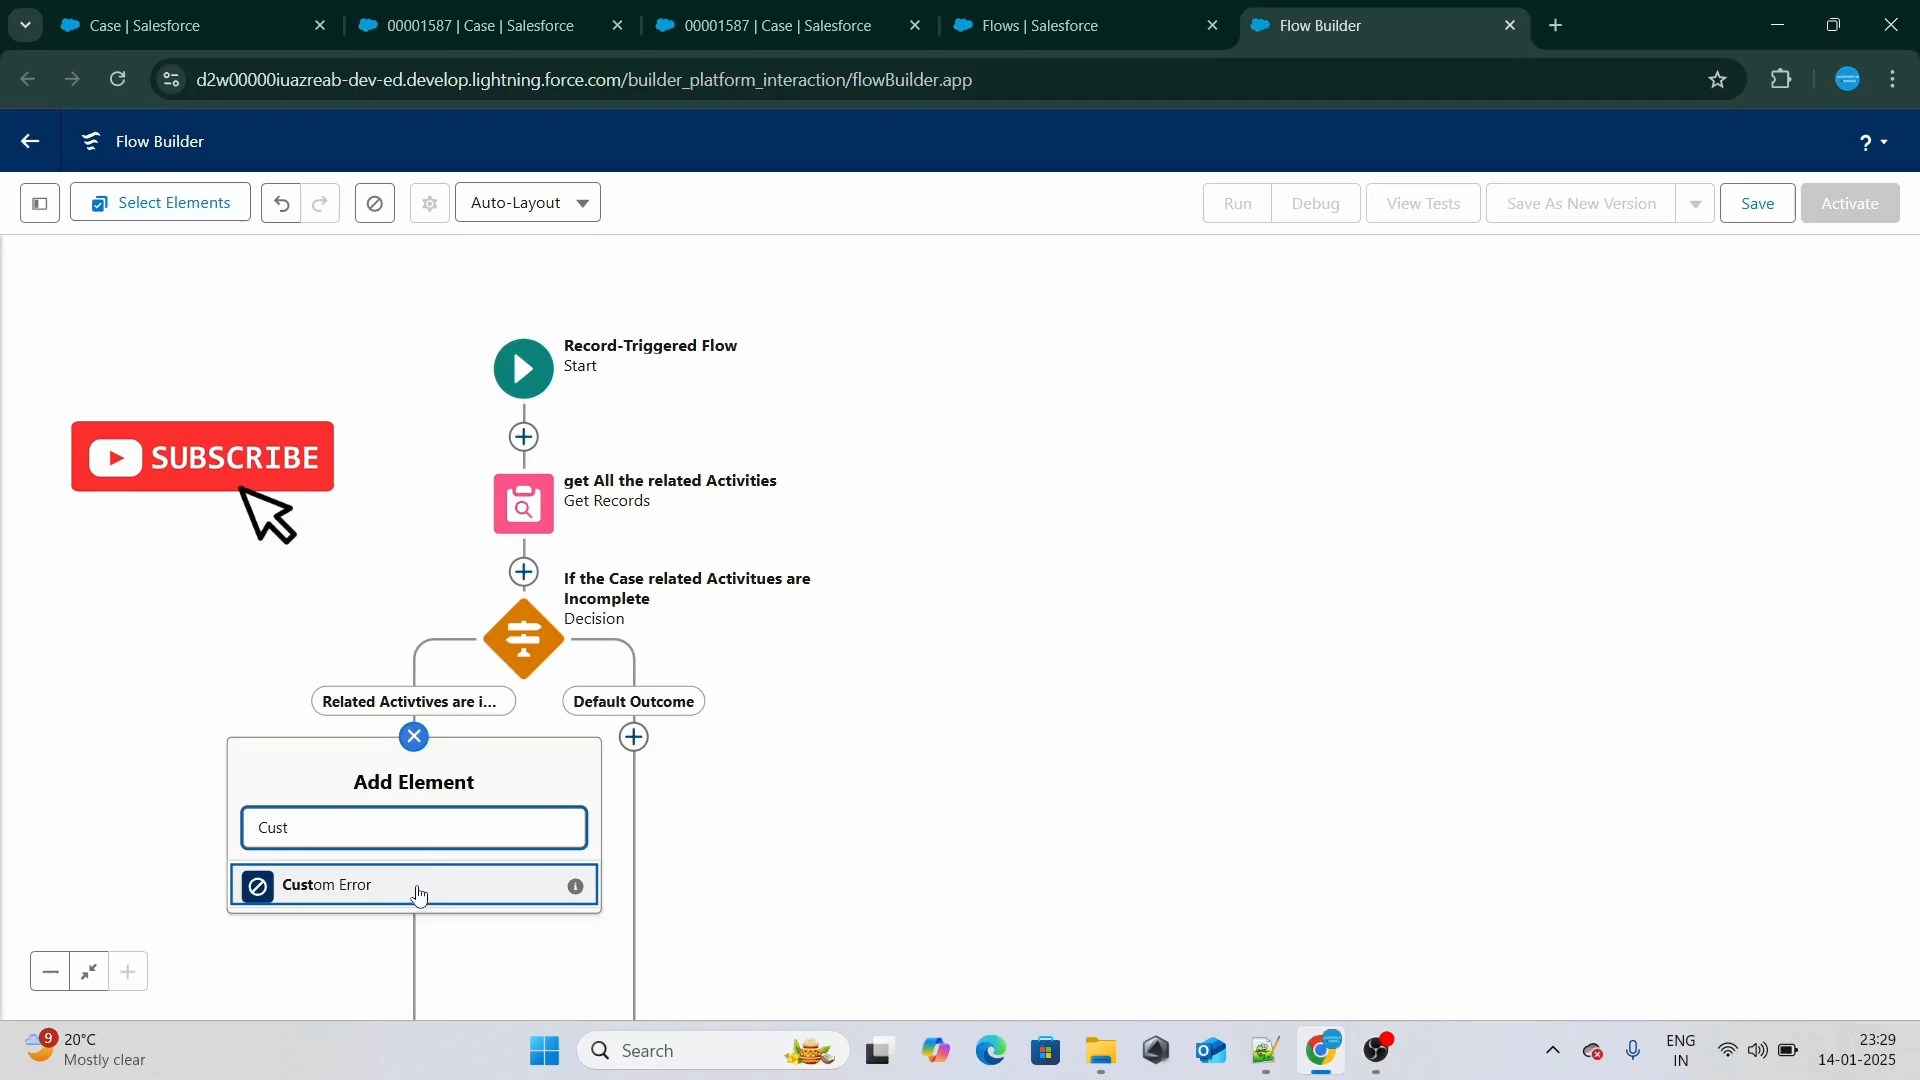 Case | Salesforce
00001587 | Case | Salesforce
00001587 | Case | Salesforce
Flows | Salesforce
Flow Builder
d2w00000iuazreab-dev-ed.develop.lightning.force.com/builder_platform_interaction/flowBuilder.app
Flow Builder
?
Select Elements
Auto-Layout
Run
Debug
View Tests
Save As New Version
Save
Activate
Record-Triggered Flow
Start
get All the related Activities
Get Records
SUBSCRIBE
If the Case related Activitues are
Incomplete
Decision
Related Activtives are i...
Default Outcome
Add Element
Cust
Custom Error
9
20°C
Mostly clear
Search
ENG
IN
23:29
14-01-2025